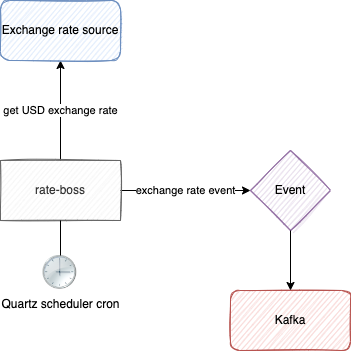 Exchange rate source
get USD exchange rate
rate-boss
exchange rate event
Event
Quartz scheduler cron
Kafka